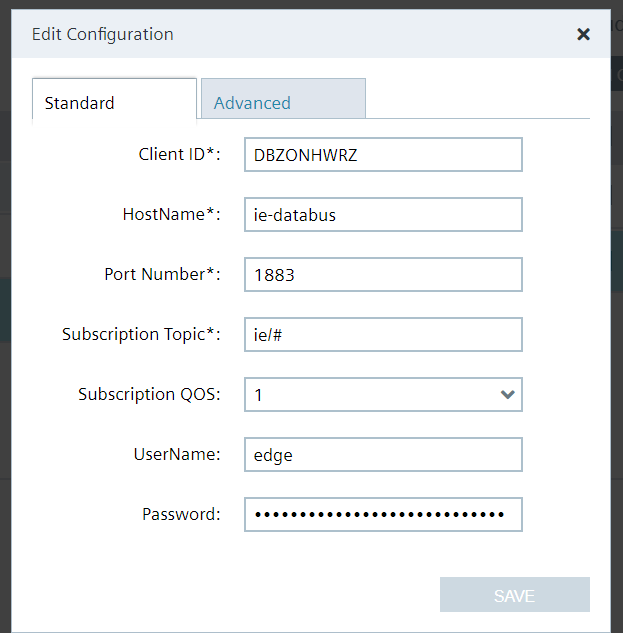 Edit Configuration
Standard
Advanced
Client ID*: DBZONHWRZ
HostName*: ie-databus
Port Number*: 1883
Subscription Topic*: ie/#
Subscription QOS: 1
UserName: edge
Password: ••••••••••••••••••••••••••••
SAVE